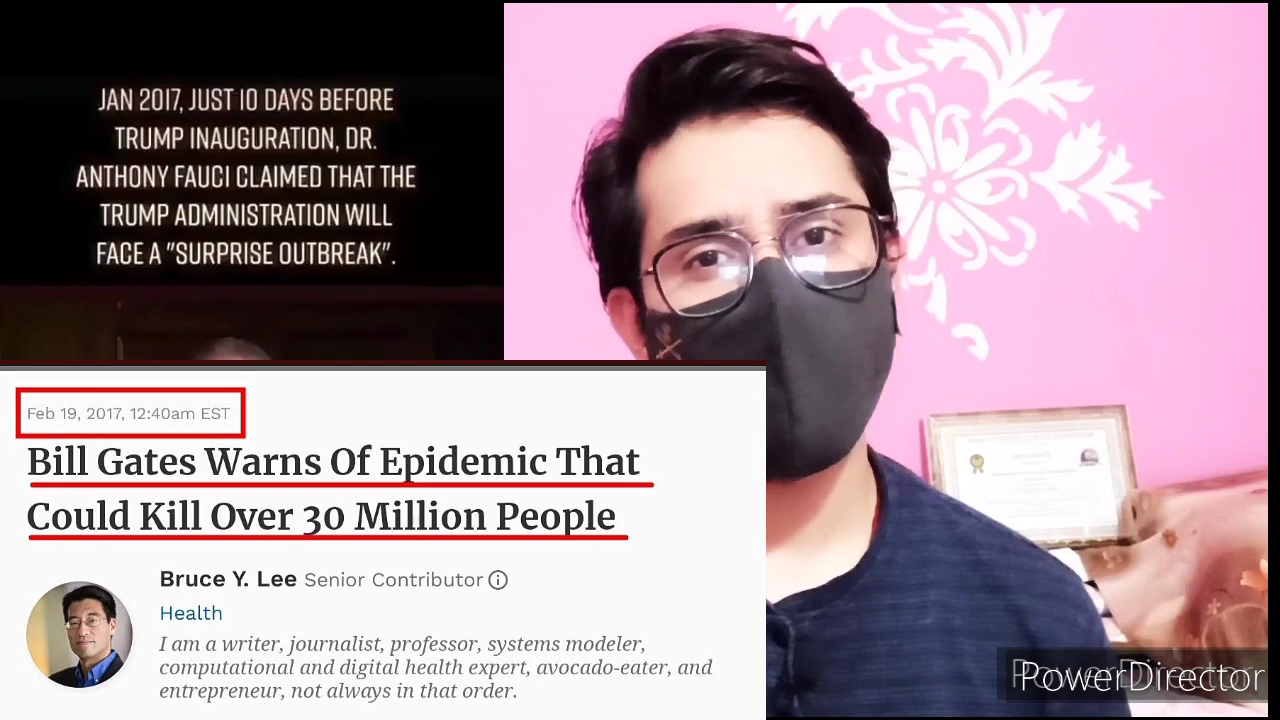 JAN 2017, JUST 10 DAYS BEFORE
TRUMP INAUGURATION, DR.
ANTHONY FAUCI CLAIMED THAT THE
TRUMP ADMINISTRATION WILL
FACE A "SURPRISE OUTBREAK".
Feb 19, 2017, 12:40am EST
Bill Gates Warns Of Epidemic That
Could Kill Over 30 Million People
Bruce Y. Lee Senior Contributor
Health
I am a writer, journalist, professor, systems modeler,
computational and digital health expert, avocado-eater, and
entrepreneur, not always in that order.
PowerDirector